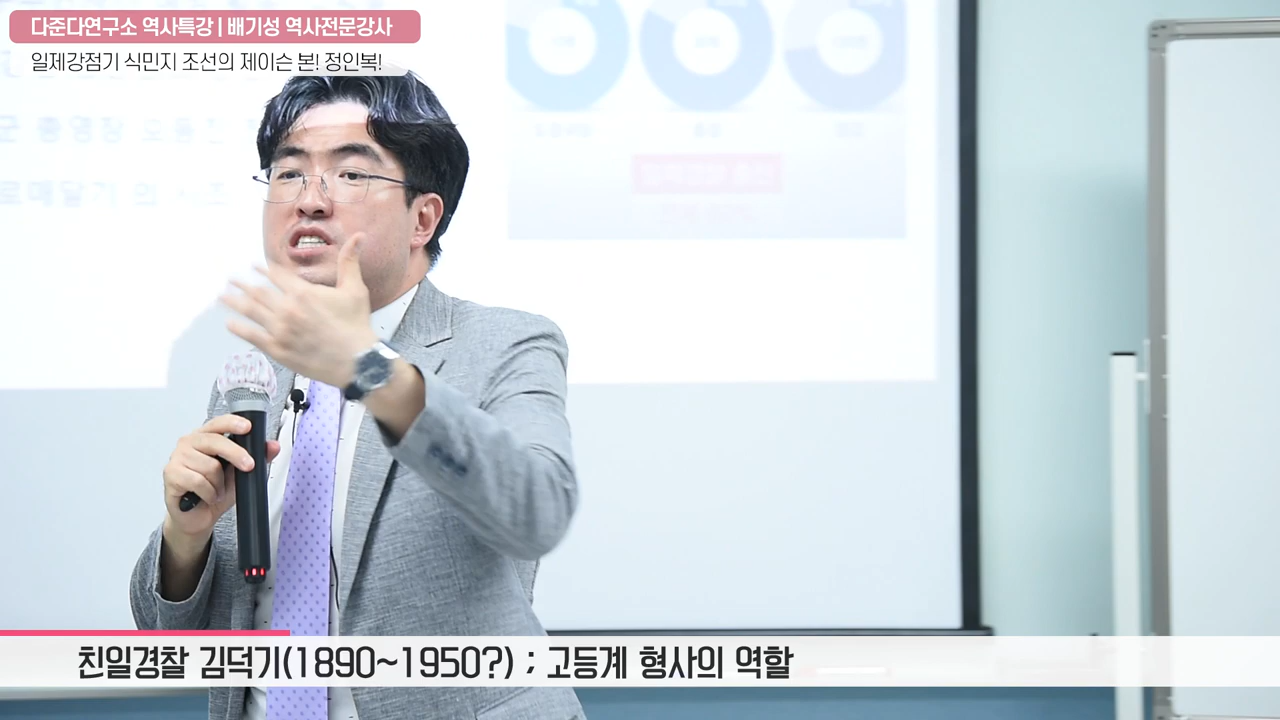 다준다연구소 역사특강 | 배기성 역사전문강사
일제강점기 식민지 조선의 제이슨 본! 정인복!
친일경찰 김덕기(1890~1950?) ; 고등계 형사의 역할